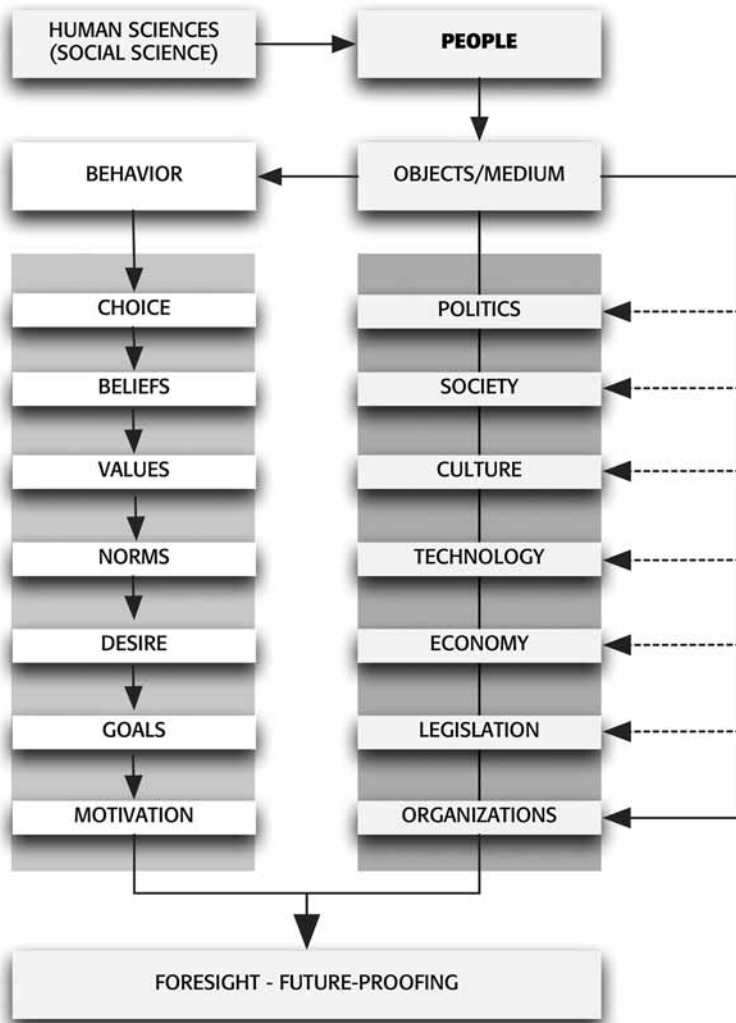 HUMAN SCIENCES
(SOCIAL SCIENCE)
PEOPLE
BEHAVIOR
OBJECTS/MEDIUM
CHOICE
POLITICS
BELIEFS
SOCIETY
VALUES
CULTURE
NORMS
TECHNOLOGY
DESIRE
ECONOMY
GOALS
LEGISLATION
MOTIVATION
ORGANIZATIONS
FORESIGHT - FUTURE-PROOFING